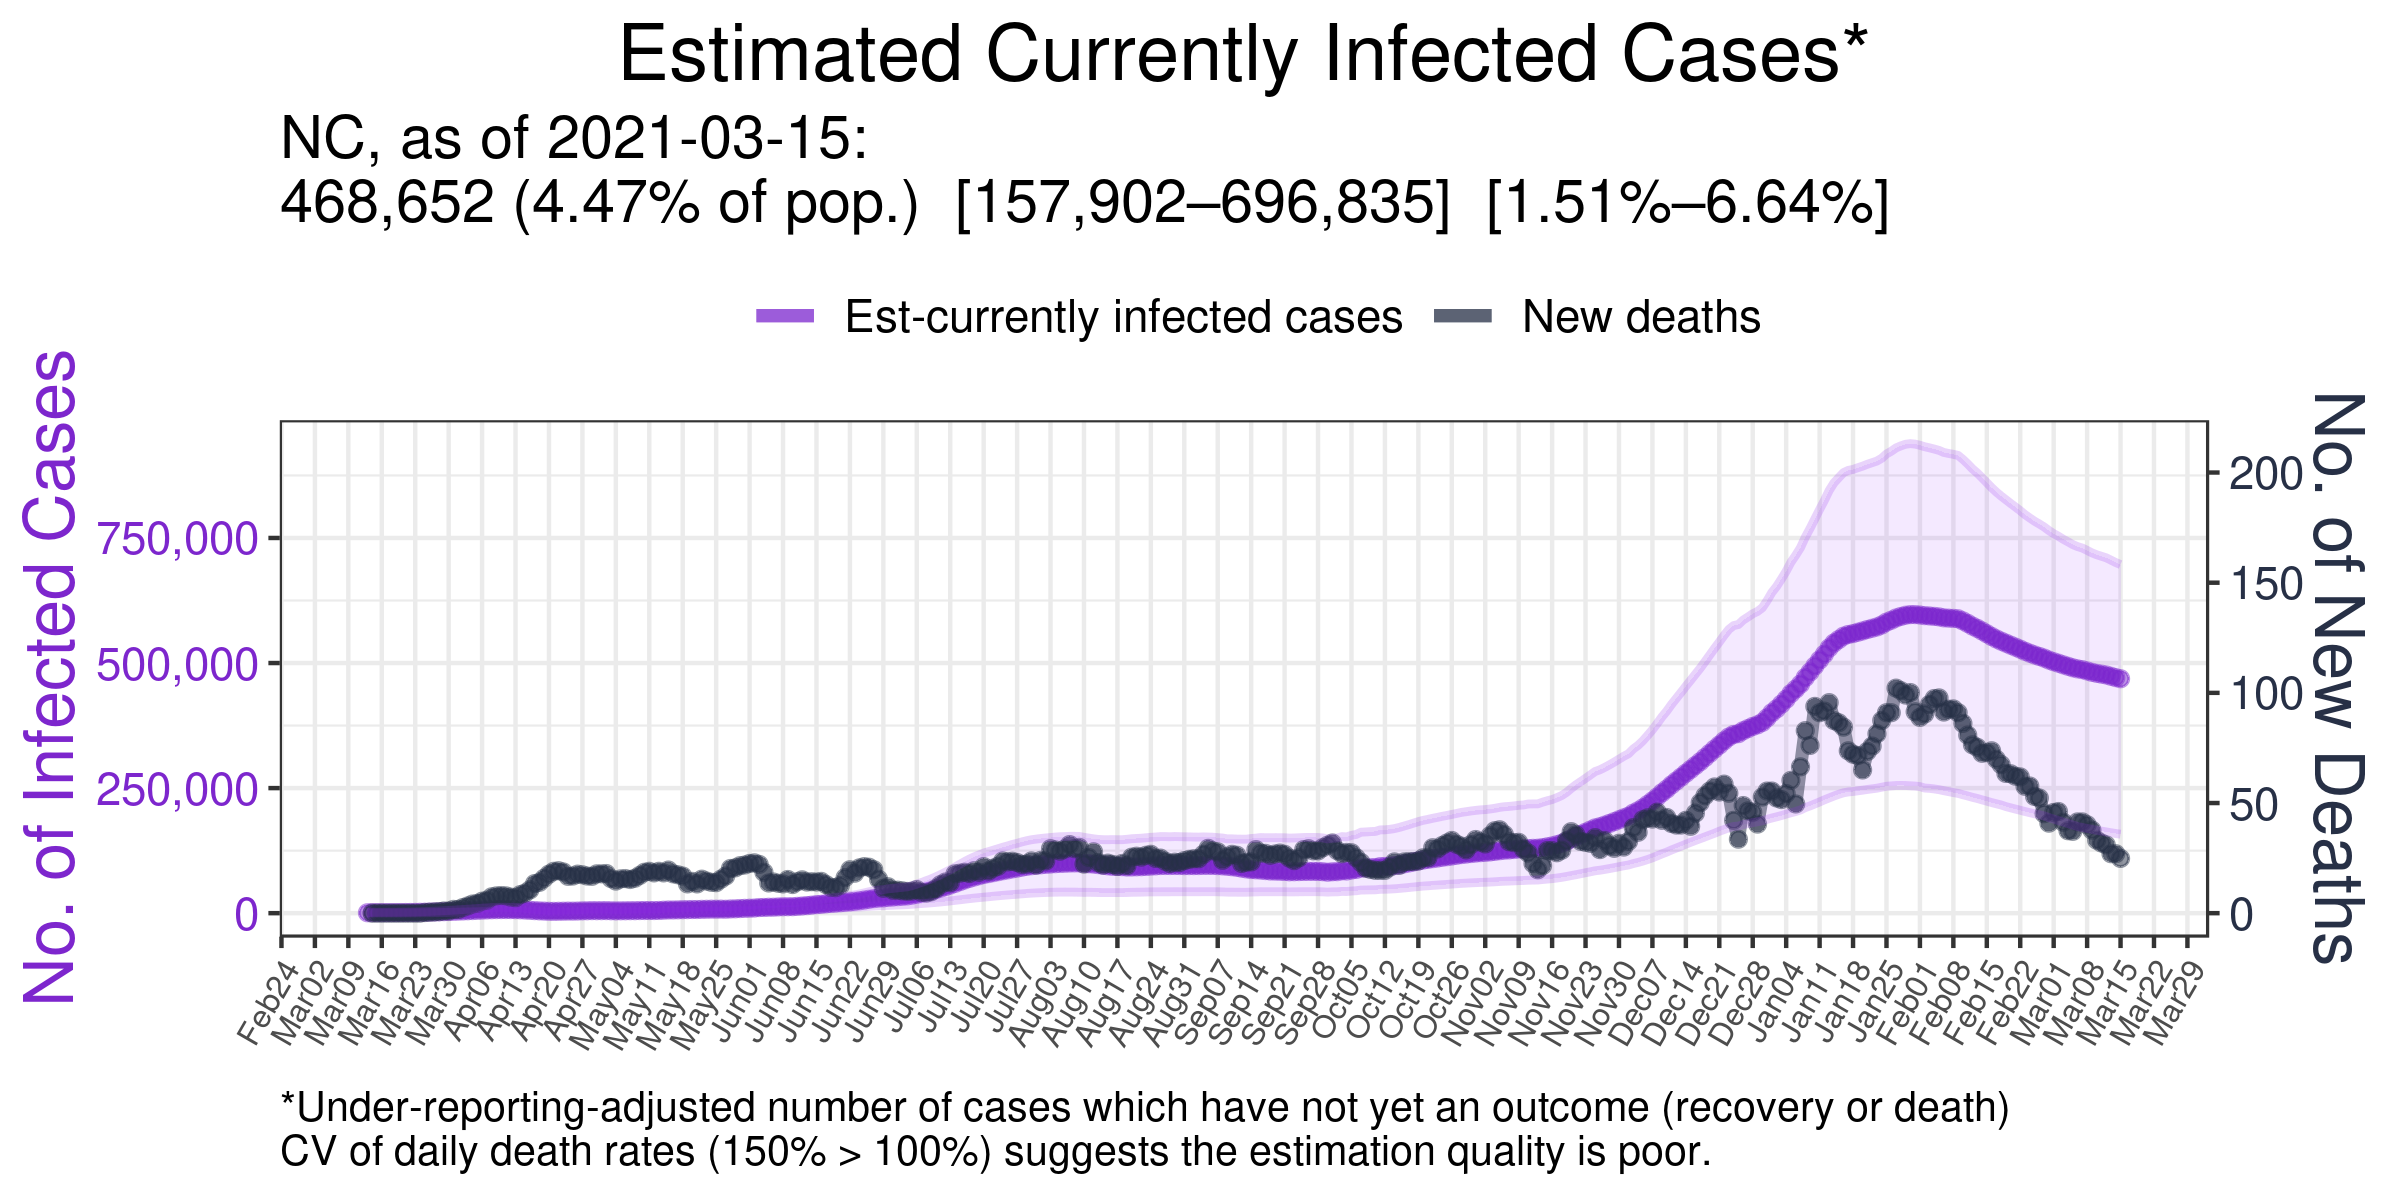 Estimated Currently Infected Cases*
NC, as of 2021-03-15:
468,652 (4.47% of pop.) [157,902–696,835] [1.51%–6.64%]
Est-currently infected cases
New deaths
No. of Infected Cases
750,000
500,000
250,000
0
200
150
100
50
0
No. of New Deaths
Feb24
Mar02
Mar09
Mar16
Mar23
Mar30
Apr06
Apr13
Apr20
Apr27
May04
May11
May18
May25
Jun01
Jun08
Jun15
Jun22
Jun29
Jul06
Jul13
Jul20
Jul27
Aug03
Aug10
Aug17
Aug24
Aug31
Sep07
Sep14
Sep21
Sep28
Oct05
Oct12
Oct19
Oct26
Nov02
Nov09
Nov16
Nov23
Nov30
Dec07
Dec14
Dec21
Dec28
Jan04
Jan11
Jan18
Jan25
Feb01
Feb08
Feb15
Feb22
Mar01
Mar08
Mar15
Mar22
Mar29
*Under-reporting-adjusted number of cases which have not yet an outcome (recovery or death)
CV of daily death rates (150% > 100%) suggests the estimation quality is poor.